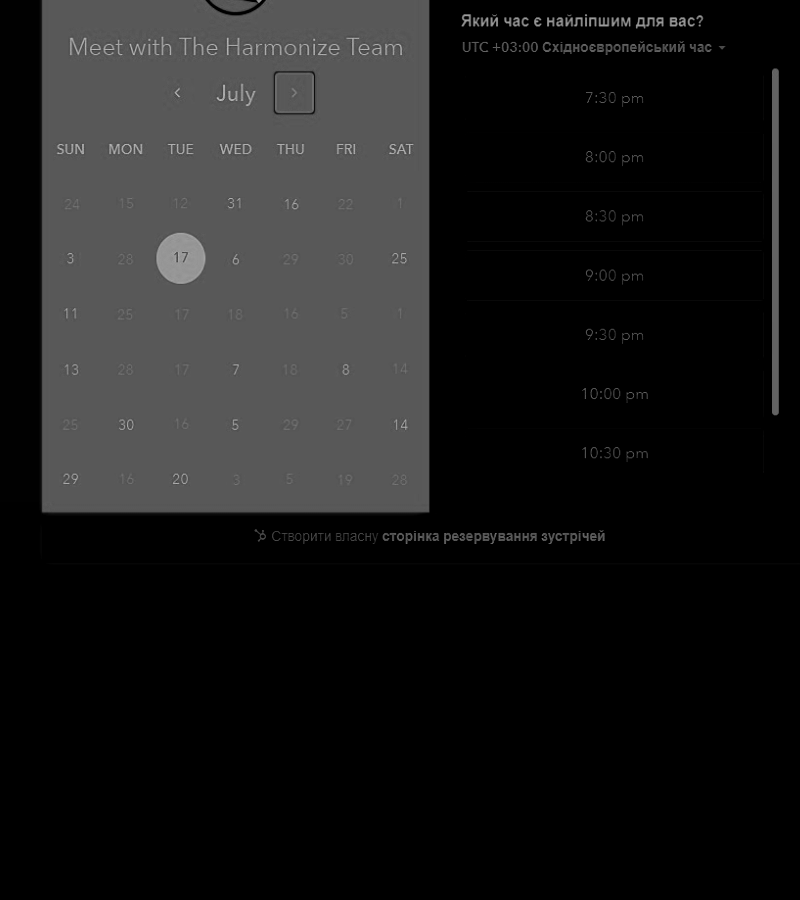 Meet with The Harmonize Team
July
SUN MON TUE WED THU FRI SAT
24 15 12 31 16 22 1
3 28 17 6 29 30 25
11 25 17 18 16 5 1
13 28 17 7 18 8 14
25 30 16 5 29 27 14
29 16 20 3 5 19 28
Який час є найліпшим для вас?
UTC +03:00 Східноєвропейський час
7:30 pm
8:00 pm
8:30 pm
9:00 pm
9:30 pm
10:00 pm
10:30 pm
Створити власну сторінка резервування зустрічей